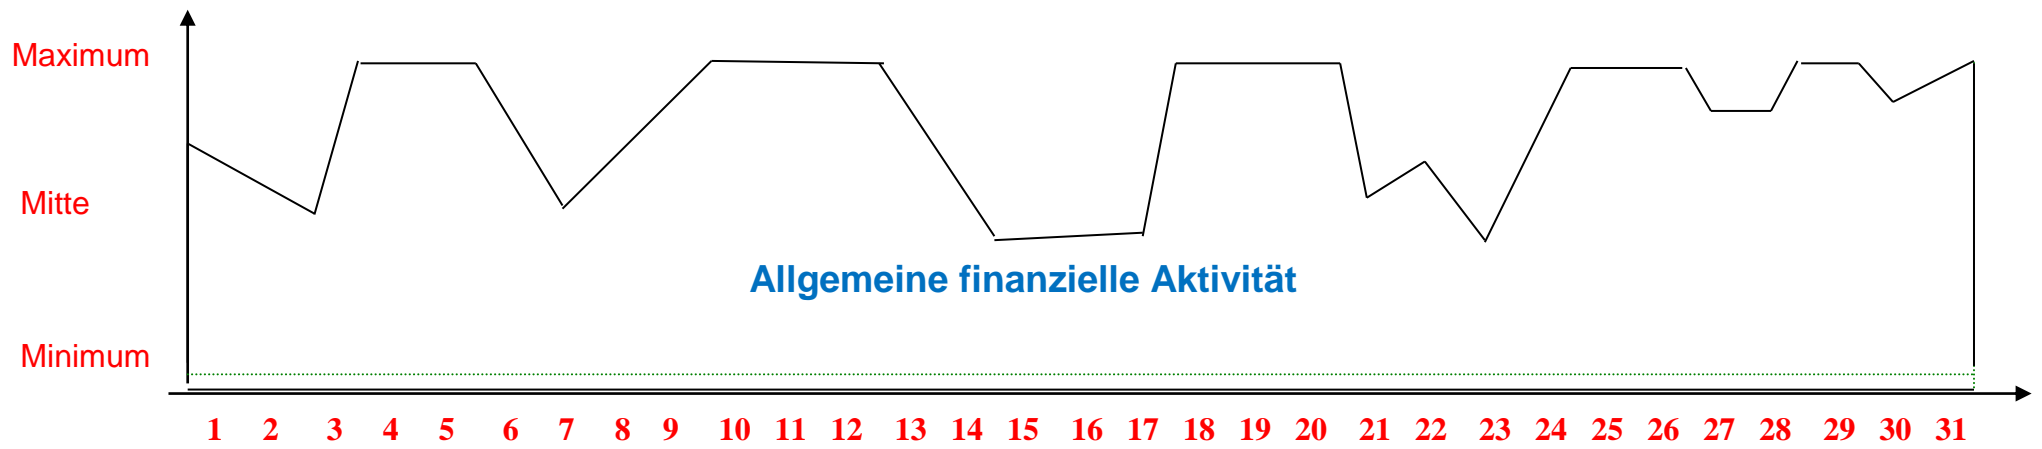 Maximum
Mitte
Allgemeine finanzielle Aktivität
Minimum
1 2 3 4 5 6 7 8 9 10 11 12 13 14 15 16 17 18 19 20 21 22 23 24 25 26 27 28 29 30 31